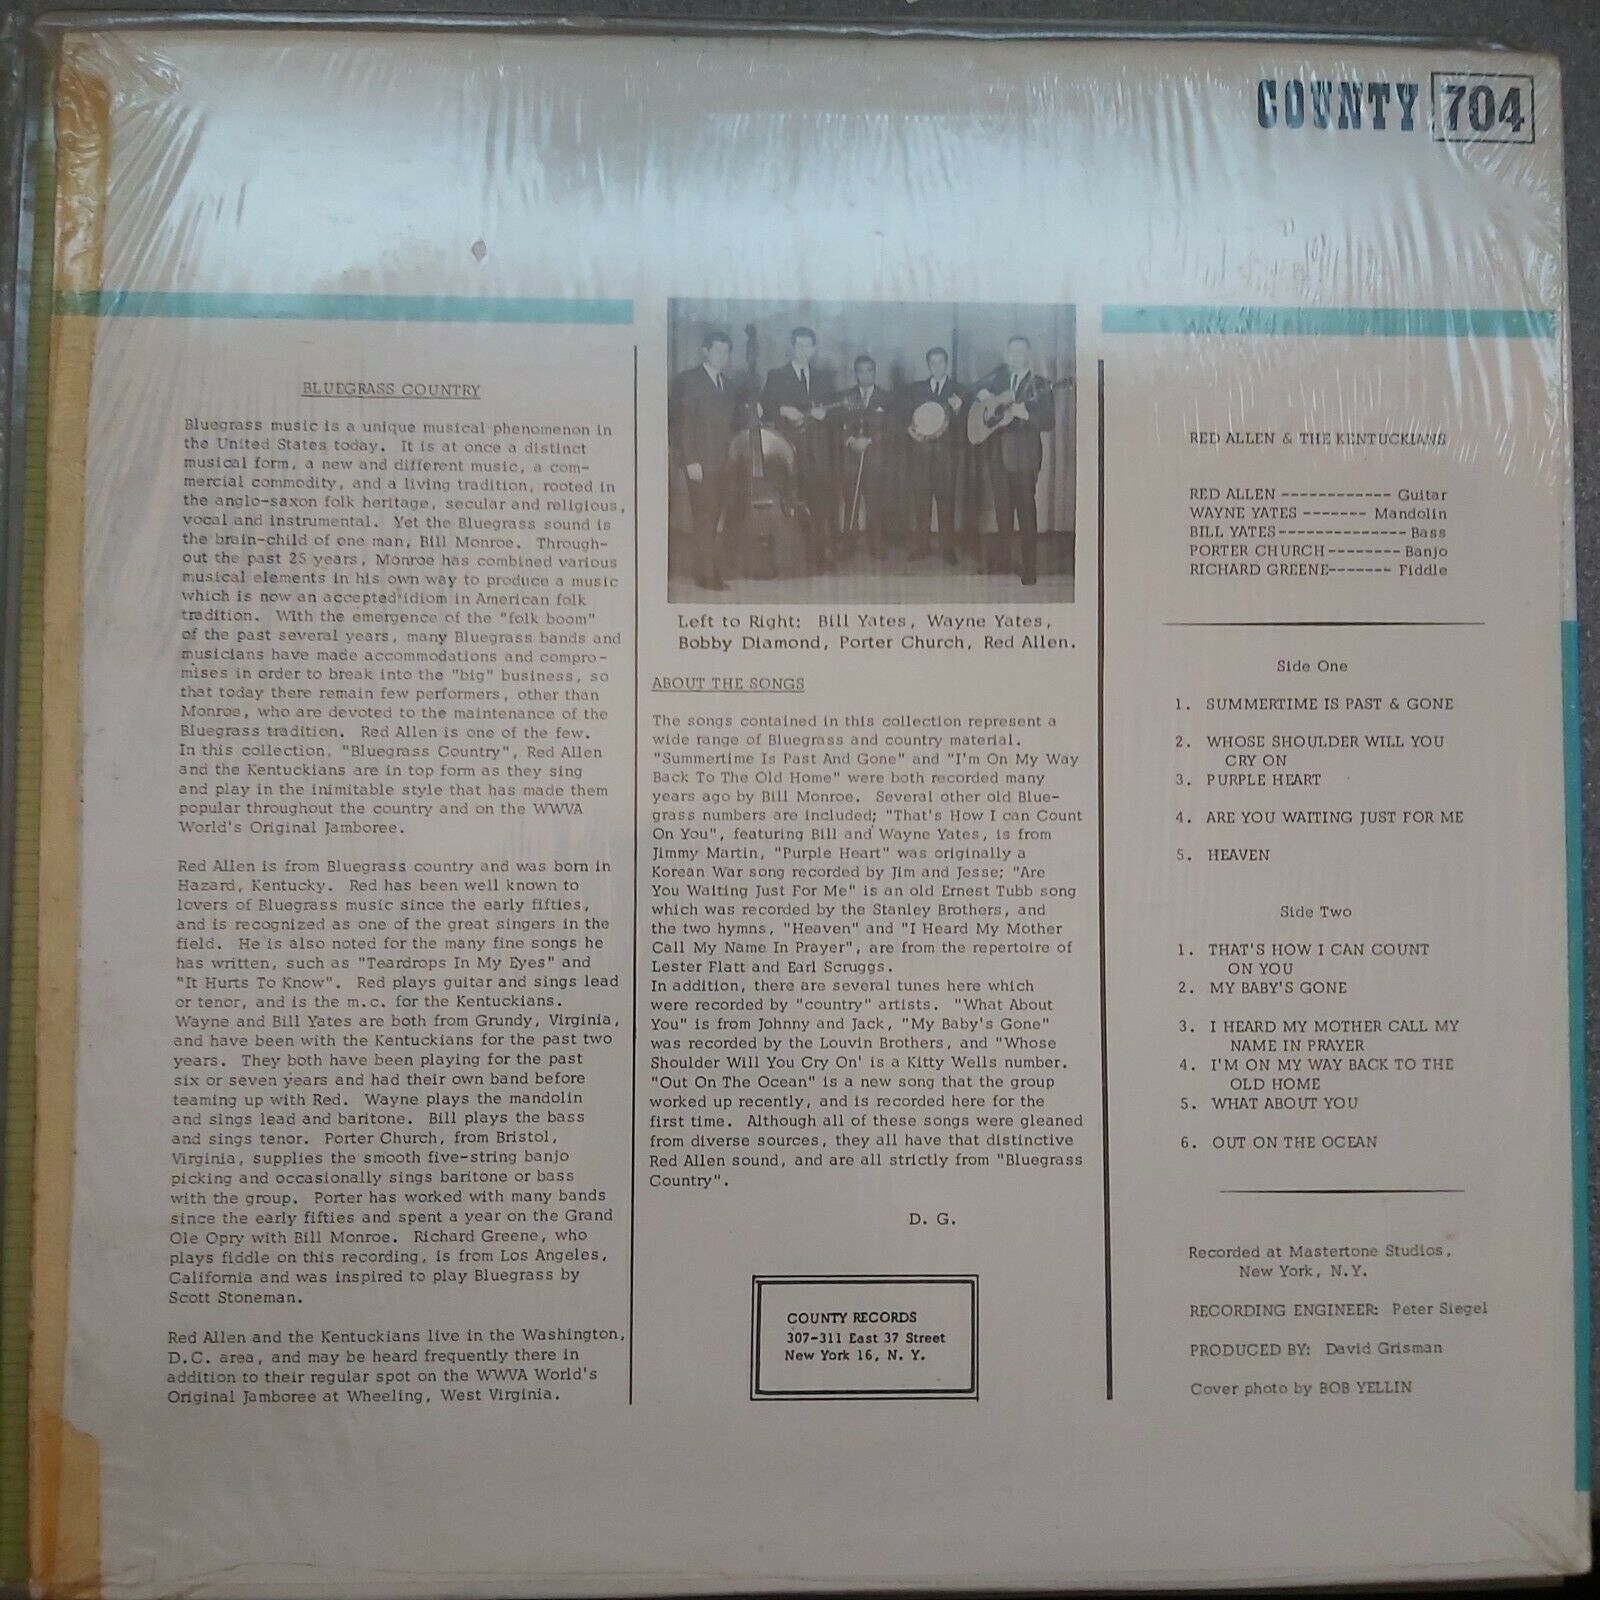 COUNTY 704
BLUEGRASS COUNTRY
Bluegrass music is a unique musical phenomenon in
the United States today. It is at once a distinct
musical form, a new and different music, a com-
mercial commodity, and a living tradition, rooted in
the anglo-saxon folk heritage, secular and religious,
vocal and instrumental. Yet the Bluegrass sound is
the brain-child of one man, Bill Monroe. Through-
out the past 25 years, Monroe has combined various
musical elements in his own way to produce a music
which is now an accepted idiom in American folk
tradition. With the emergence of the "folk boom"
of the past several years, many Bluegrass bands and
musicians have made accommodations and compro-
mises in order to break into the "big" business, so
that today there remain few performers, other than
Monroe, who are devoted to the maintenance of the
Bluegrass tradition. Red Allen is one of the few.
In this collection, "Bluegrass Country", Red Allen
and the Kentuckians are in top form as they sing
and play in the inimitable style that has made them
popular throughout the country and on the WWVA
World's Original Jamboree.
Red Allen is from Bluegrass country and was born in
Hazard, Kentucky. Red has been well known to
lovers of Bluegrass music since the early fifties,
and is recognized as one of the great singers in the
field. He is also noted for the many fine songs he
has written, such as "Teardrops In My Eyes" and
"It Hurts To Know". Red plays guitar and sings lead
or tenor, and is the m.c. for the Kentuckians.
Wayne and Bill Yates are both from Grundy, Virginia,
and have been with the Kentuckians for the past two
years. They both have been playing for the past
six or seven years and had their own band before
teaming up with Red. Wayne plays the mandolin
and sings lead and baritone. Bill plays the bass
and sings tenor. Porter Church, from Bristol,
Virginia, supplies the smooth five-string banjo
picking and occasionally sings baritone or bass
with the group. Porter has worked with many bands
since the early fifties and spent a year on the Grand
Ole Opry with Bill Monroe. Richard Greene, who
plays fiddle on this recording, is from Los Angeles,
California and was inspired to play Bluegrass by
Scott Stoneman.
Red Allen and the Kentuckians live in the Washington,
D.C. area, and may be heard frequently there in
addition to their regular spot on the WWVA World's
Original Jamboree at Wheeling, West Virginia.
Left to Right: Bill Yates, Wayne Yates,
Bobby Diamond, Porter Church, Red Allen.
ABOUT THE SONGS
The songs contained in this collection represent a
wide range of Bluegrass and country material.
"Summertime Is Past And Gone" and "I'm On My Way
Back To The Old Home" were both recorded many
years ago by Bill Monroe. Several other old Blue-
grass numbers are included; "That's How I can Count
On You", featuring Bill and Wayne Yates, is from
Jimmy Martin, "Purple Heart" was originally a
Korean War song recorded by Jim and Jesse; "Are
You Waiting Just For Me" is an old Ernest Tubb song
which was recorded by the Stanley Brothers, and
the two hymns, "Heaven" and "I Heard My Mother
Call My Name In Prayer", are from the repertoire of
Lester Flatt and Earl Scruggs.
In addition, there are several tunes here which
were recorded by "country" artists. "What About
You" is from Johnny and Jack, "My Baby's Gone"
was recorded by the Louvin Brothers, and "Whose
Shoulder Will You Cry On' is a Kitty Wells number.
"Out On The Ocean" is a new song that the group
worked up recently, and is recorded here for the
first time. Although all of these songs were gleaned
from diverse sources, they all have that distinctive
Red Allen sound, and are all strictly from "Bluegrass
Country".
D. G.
COUNTY RECORDS
307-311 East 37 Street
New York 16, N. Y.
RED ALLEN & THE KENTUCKIANS
RED ALLEN ------------ Guitar
WAYNE YATES ------- Mandolin
BILL YATES-------------- Bass
PORTER CHURCH-------- Banjo
RICHARD GREENE------- Fiddle
Side One
1. SUMMERTIME IS PAST & GONE
2. WHOSE SHOULDER WILL YOU
CRY ON
3. PURPLE HEART
4. ARE YOU WAITING JUST FOR ME
5. HEAVEN
Side Two
1. THAT'S HOW I CAN COUNT
ON YOU
2. MY BABY'S GONE
3. I HEARD MY MOTHER CALL MY
NAME IN PRAYER
4. I'M ON MY WAY BACK TO THE
OLD HOME
5. WHAT ABOUT YOU
6. OUT ON THE OCEAN
Recorded at Mastertone Studios,
New York, N.Y.
RECORDING ENGINEER: Peter Siegel
PRODUCED BY: David Grisman
Cover photo by BOB YELLIN